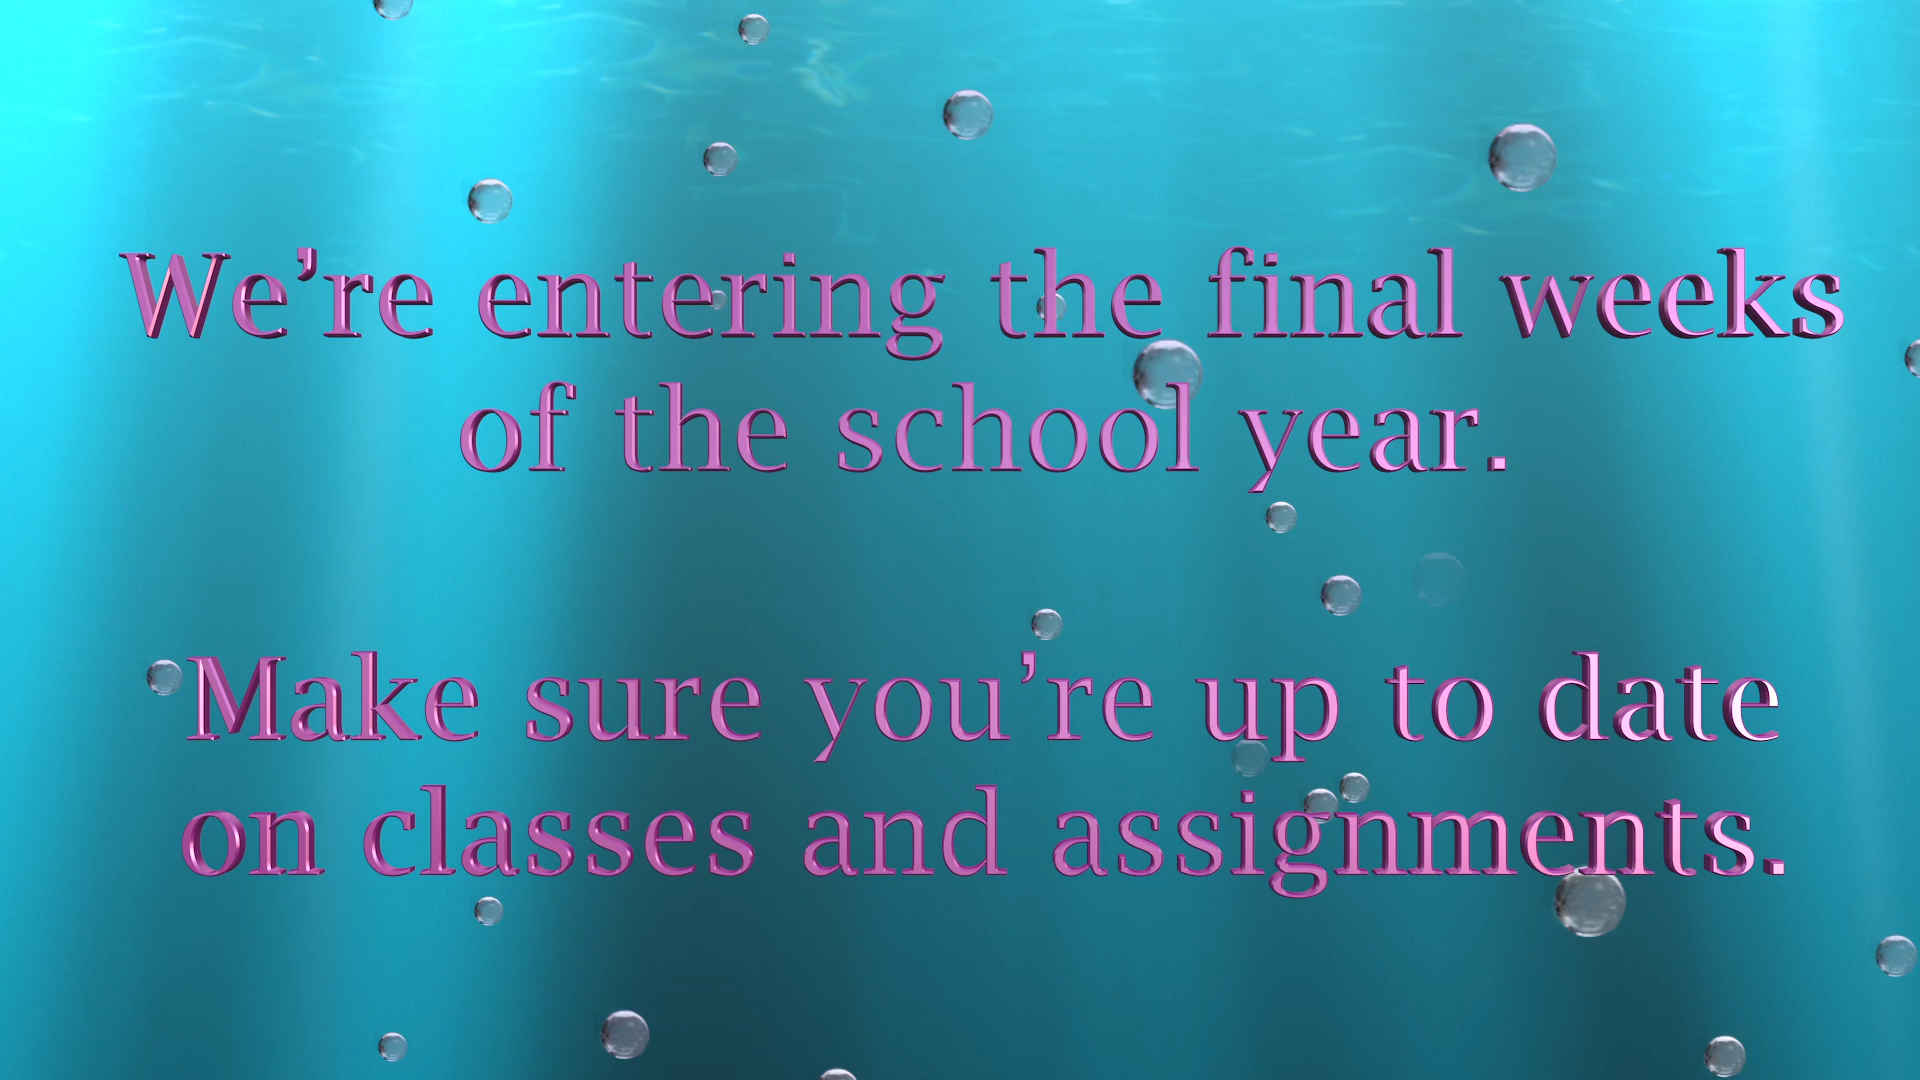 We’re entering the final weeks
of the school year.
Make sure you’re up to date
on classes and assignments.